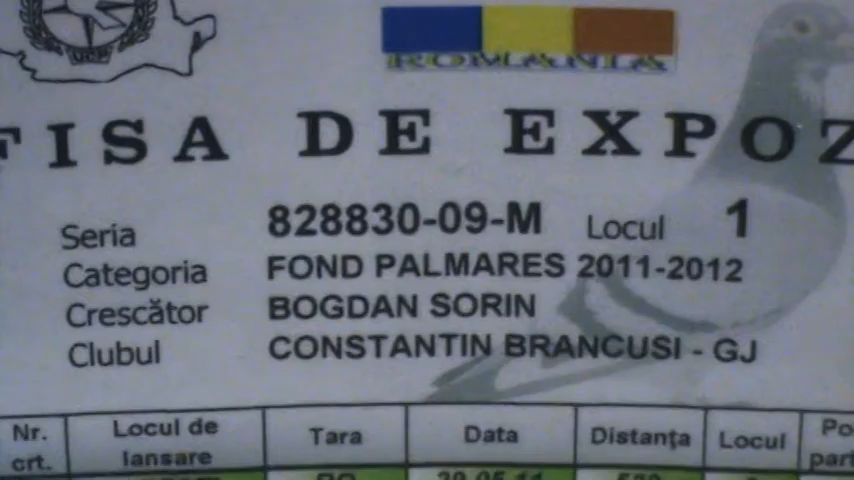 UCP
ROMANIA
FISA DE EXPOZ
Seria 828830-09-M Locul 1
Categoria FOND PALMARES 2011-2012
Crescător BOGDAN SORIN
Clubul CONSTANTIN BRANCUSI - GJ
Nr. crt. Locul de lansare Tara Data Distanţa Locul